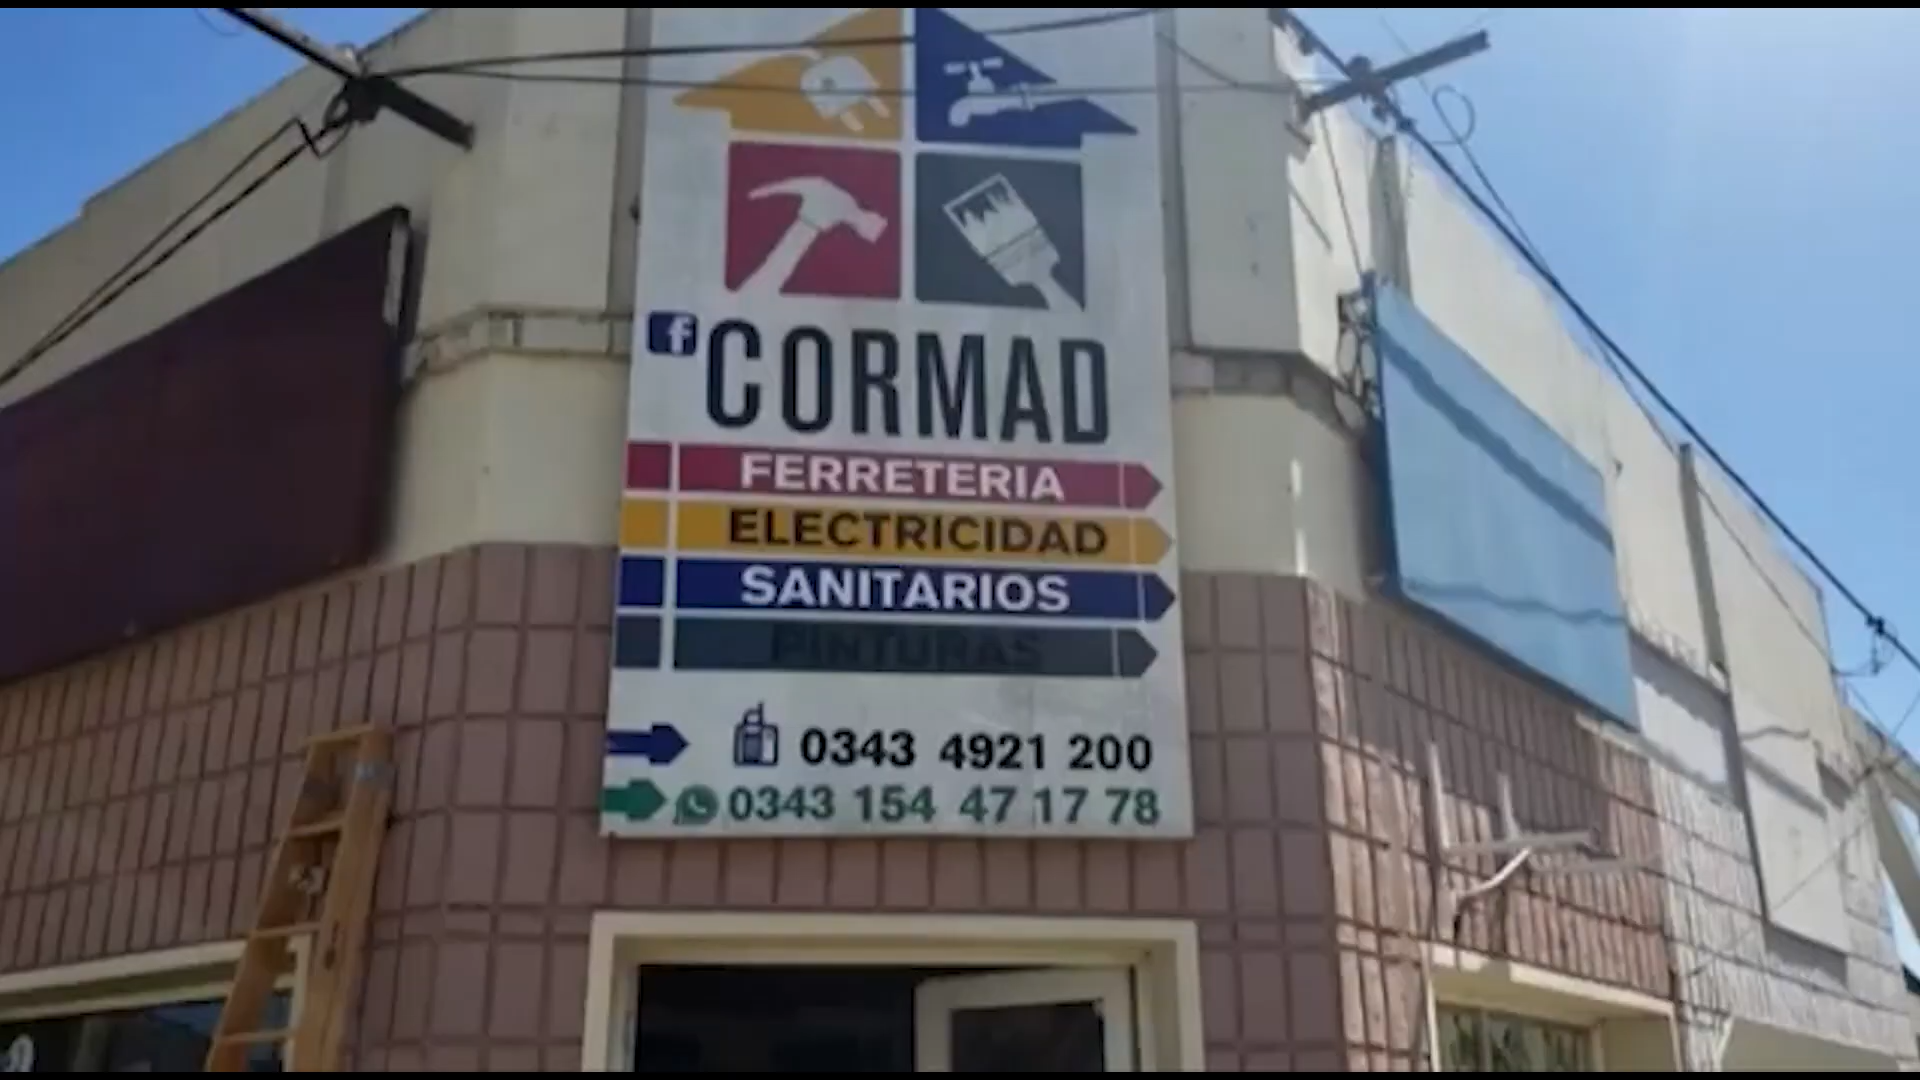 f CORMAD
FERRETERIA
ELECTRICIDAD
SANITARIOS
PINTURAS
0343 4921 200
0343 154 47 17 78